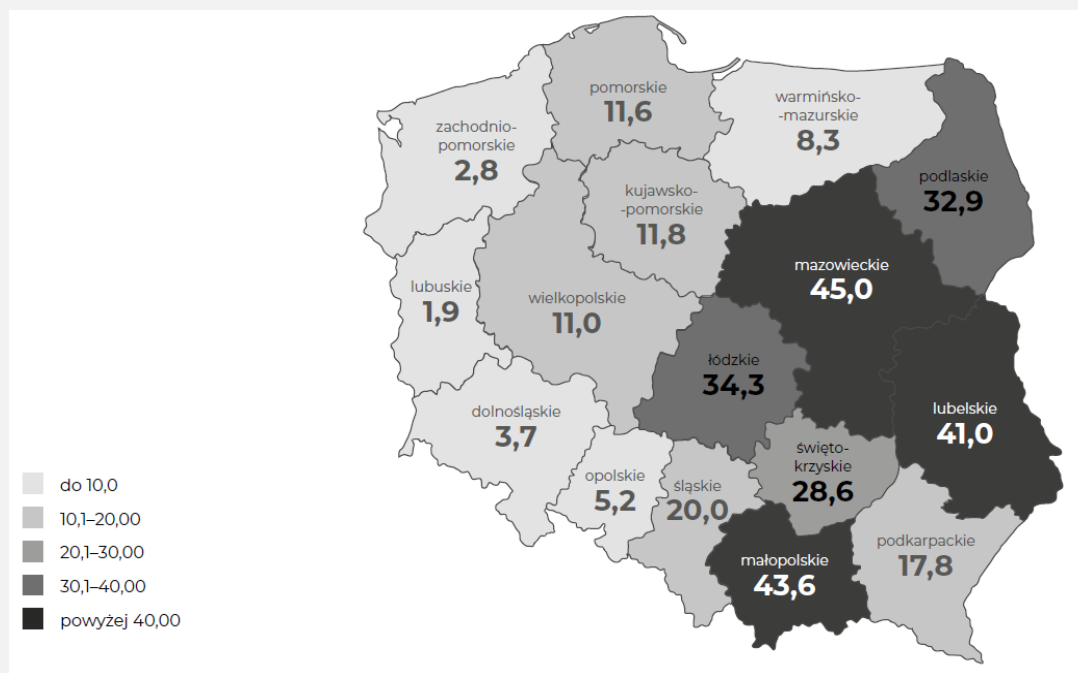 pomorskie
11,6
warmińsko-
-mazurskie
8,3
zachodnio-
pomorskie
2,8
podlaskie
32,9
kujawsko-
-pomorskie
11,8
mazowieckie
45,0
lubuskie
1,9
wielkopolskie
11,0
łódzkie
34,3
dolnośląskie
3,7
lubelskie
41,0
święto-
krzyskie
28,6
opolskie
5,2
śląskie
20,0
podkarpackie
17,8
małopolskie
43,6
do 10,0
10,1–20,00
20,1–30,00
30,1–40,00
powyżej 40,00